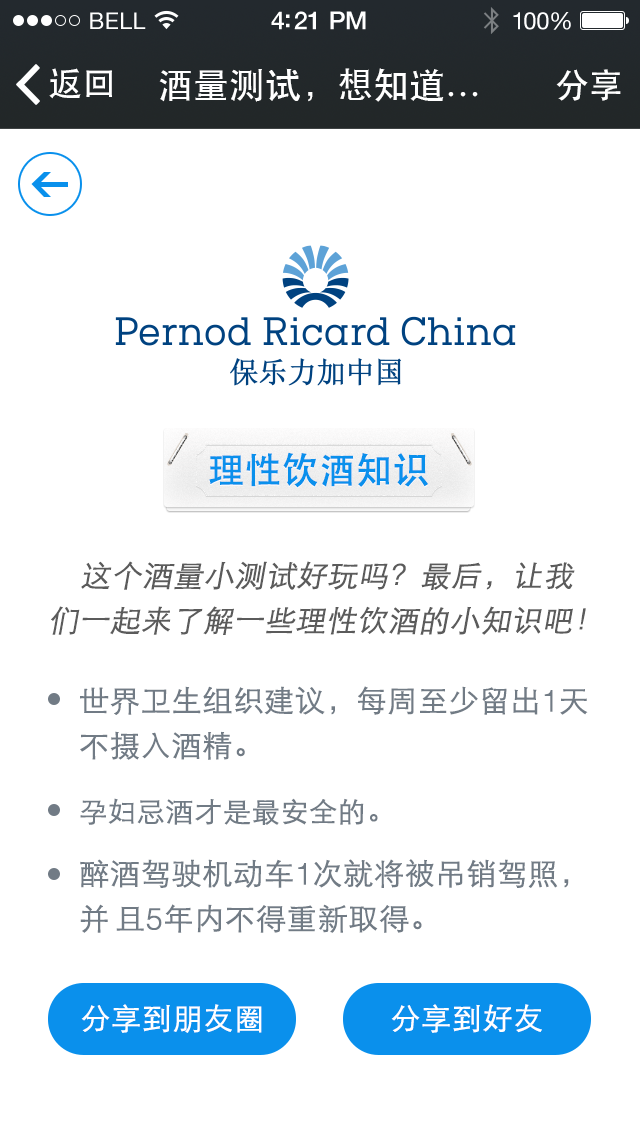 BELL 4:21 PM 100%
返回 酒量测试，想知道... 分享
Pernod Ricard China
保乐力加中国
理性饮酒知识
这个酒量小测试好玩吗？最后，让我
们一起来了解一些理性饮酒的小知识吧！
世界卫生组织建议，每周至少留出1天
不摄入酒精。
孕妇忌酒才是最安全的。
醉酒驾驶机动车1次就将被吊销驾照，
并 且5年内不得重新取得。
分享到朋友圈 分享到好友